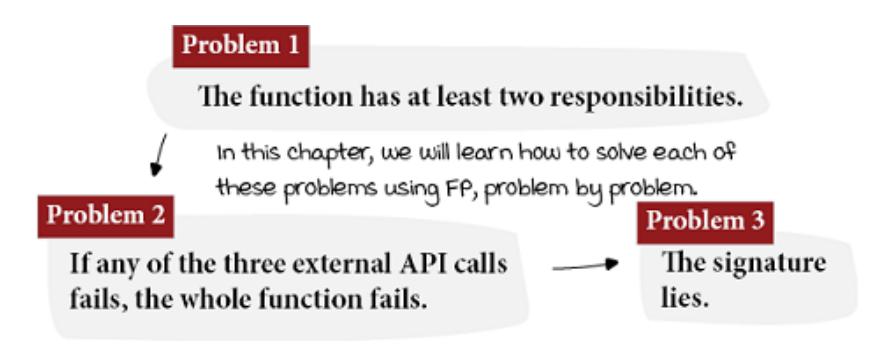 Problem 1
The function has at least two responsibilities.
In this chapter, we will learn how to solve each of
these problems using FP, problem by problem.
Problem 2
If any of the three external API calls
fails, the whole function fails.
Problem 3
The signature
lies.